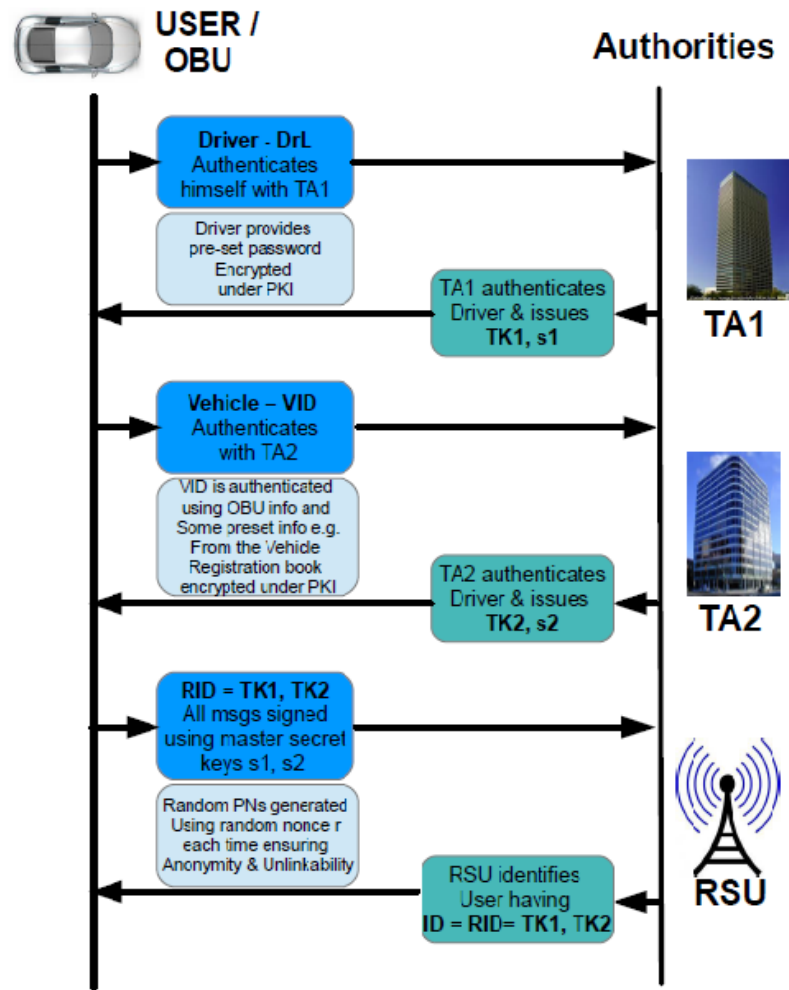 USER /
OBU
Authorities
Driver - DrL
Authenticates
himself with TA1
Driver provides
pre-set password
Encrypted
under PKI
TA1 authenticates
Driver & issues
TK1, s1
TA1
Vehicle – VID
Authenticates
with TA2
VID is authenticated
using OBU info and
Some preset info e.g.
From the Vehicle
Registration book
encrypted under PKI
TA2 authenticates
Driver & issues
TK2, s2
TA2
RID = TK1, TK2
All msgs signed
using master secret
keys s1, s2
Random PNs generated
Using random nonce r
each time ensuring
Anonymity & Unlinkability
RSU identifies
User having
ID = RID= TK1, TK2
RSU